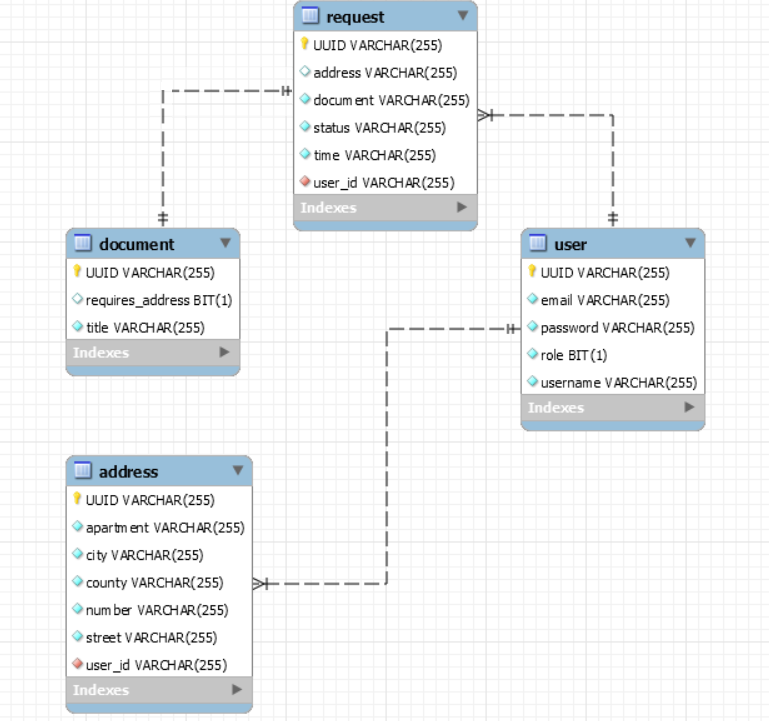 request
UUID VARCHAR(255)
address VARCHAR(255)
document VARCHAR(255)
status VARCHAR(255)
time VARCHAR(255)
user_id VARCHAR(255)
Indexes
document
UUID VARCHAR(255)
requires_address BIT(1)
title VARCHAR(255)
Indexes
user
UUID VARCHAR(255)
email VARCHAR(255)
password VARCHAR(255)
role BIT(1)
username VARCHAR(255)
Indexes
address
UUID VARCHAR(255)
apartment VARCHAR(255)
city VARCHAR(255)
county VARCHAR(255)
number VARCHAR(255)
street VARCHAR(255)
user_id VARCHAR(255)
Indexes